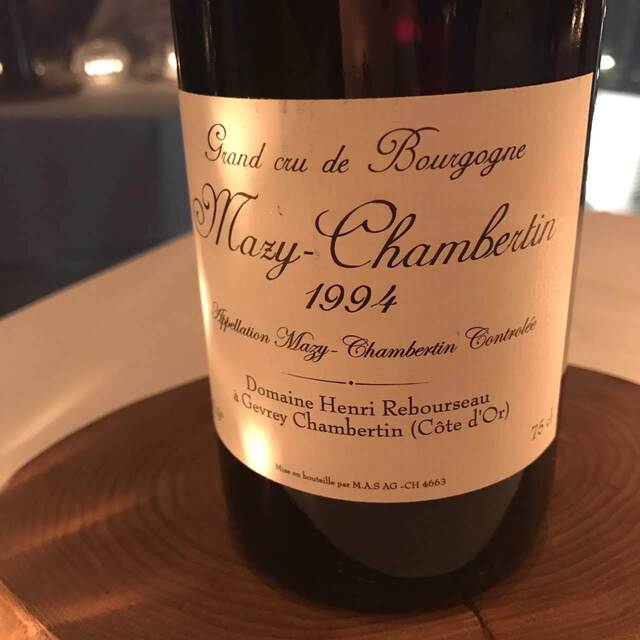 Grand cru de Bourgogne
Mazy-Chambertin
1994
Appellation Mazy-Chambertin Controlée
Domaine Henri Rebourseau
à Gevrey Chambertin (Côte d'Or)
75 cl
Mise en bouteille par M.A.S AG -CH 4663